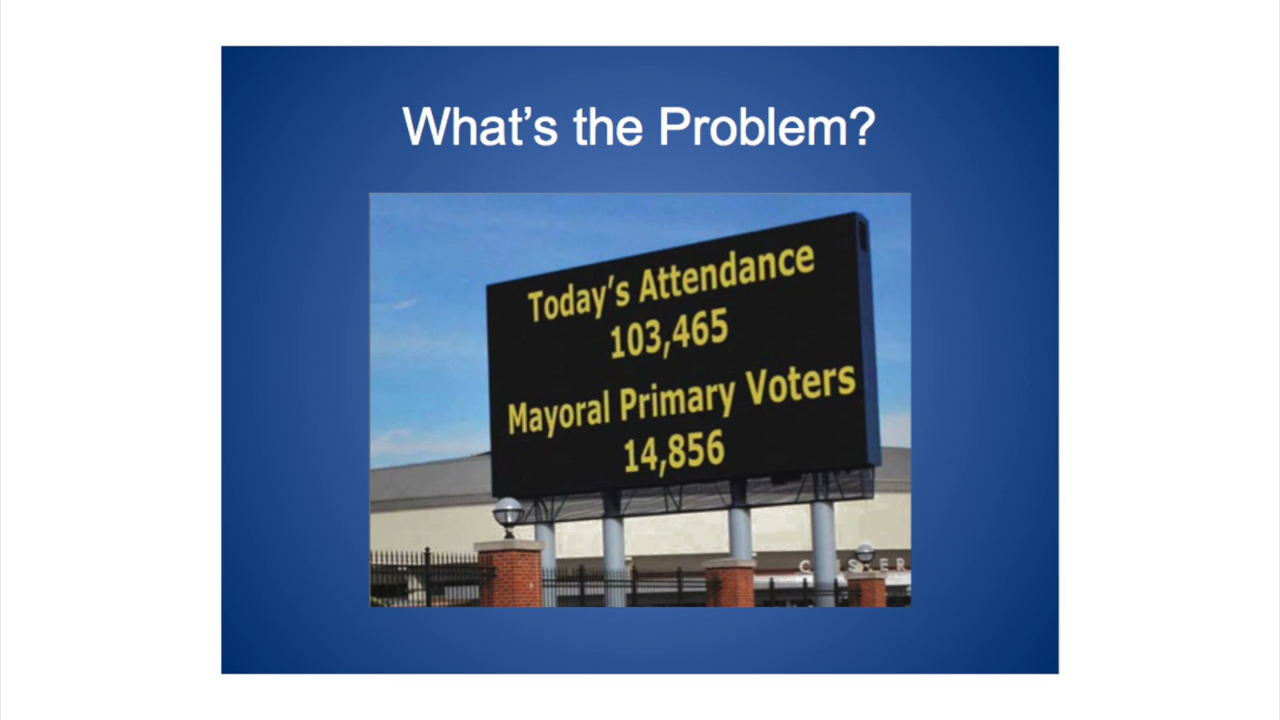 What's the Problem?
Today's Attendance
103,465
Mayoral Primary Voters
14,856